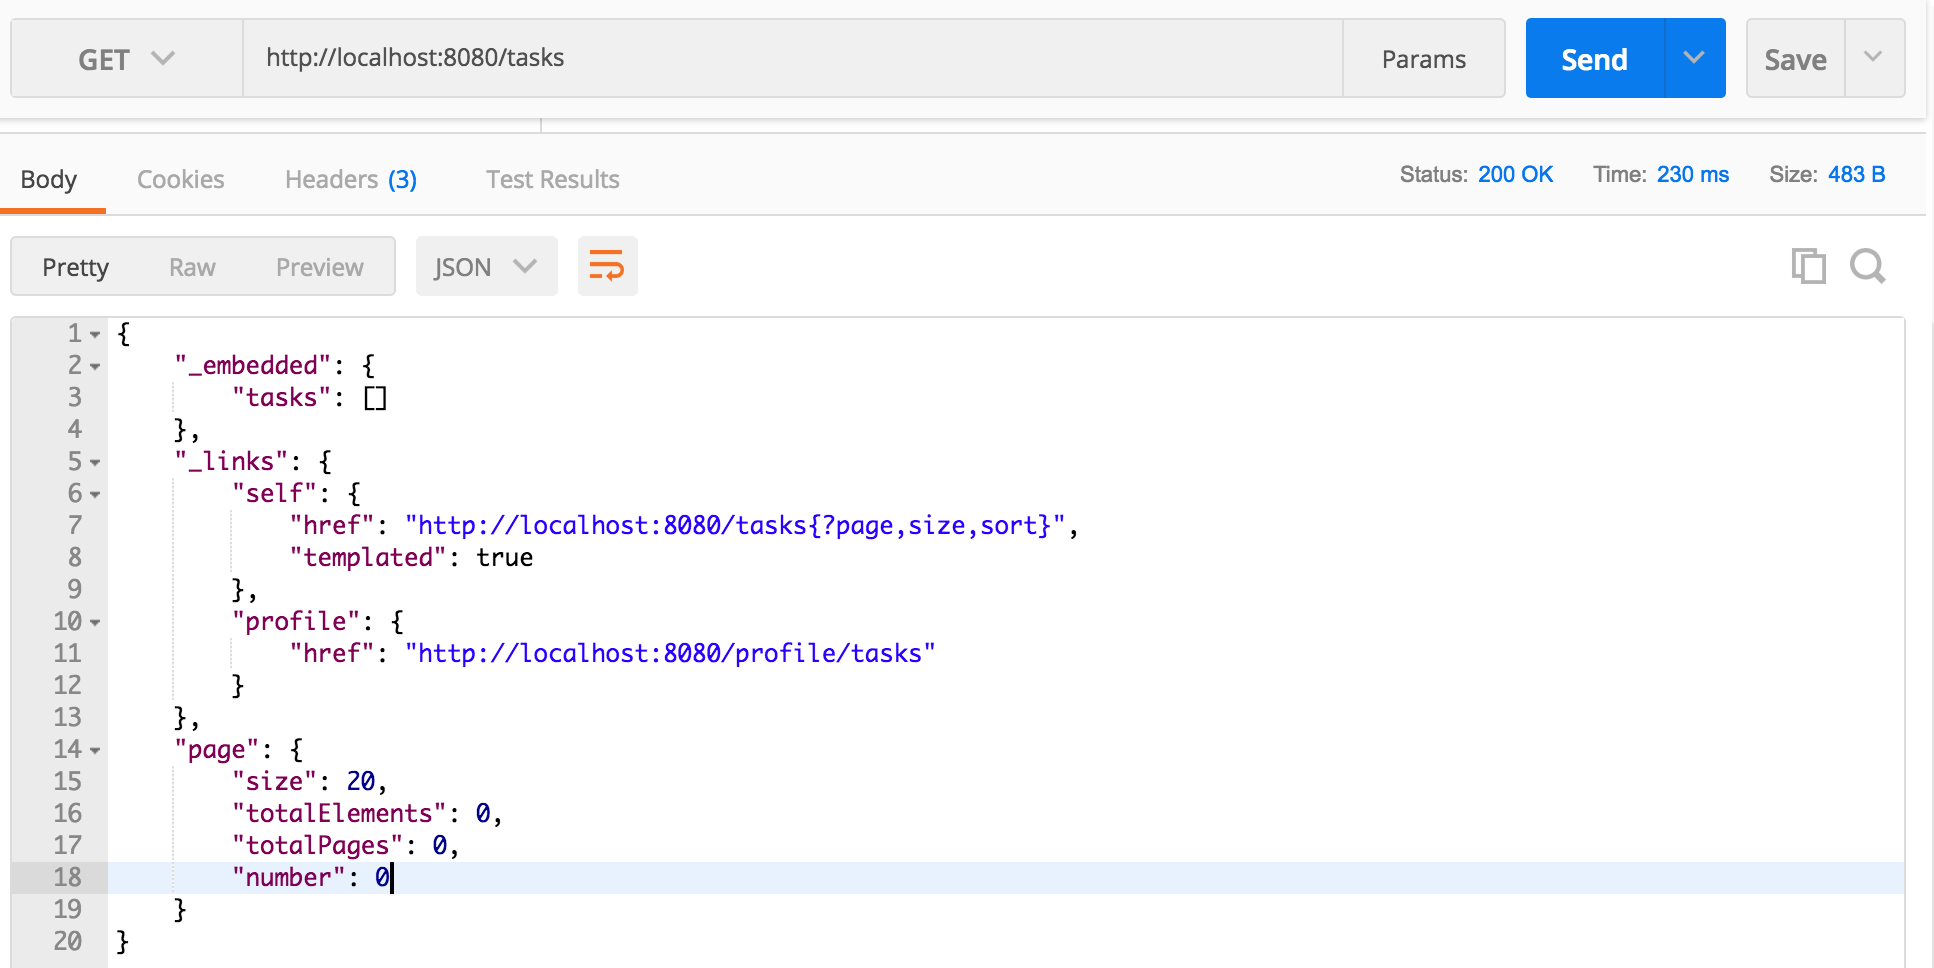 GET http://localhost:8080/tasks Params Send Save
Body Cookies Headers (3) Test Results Status: 200 OK Time: 230 ms Size: 483 B
Pretty Raw Preview JSON
1 {
2 "_embedded": {
3 "tasks": []
4 },
5 "_links": {
6 "self": {
7 "href": "http://localhost:8080/tasks{?page,size,sort}",
8 "templated": true
9 },
10 "profile": {
11 "href": "http://localhost:8080/profile/tasks"
12 }
13 },
14 "page": {
15 "size": 20,
16 "totalElements": 0,
17 "totalPages": 0,
18 "number": 0
19 }
20 }